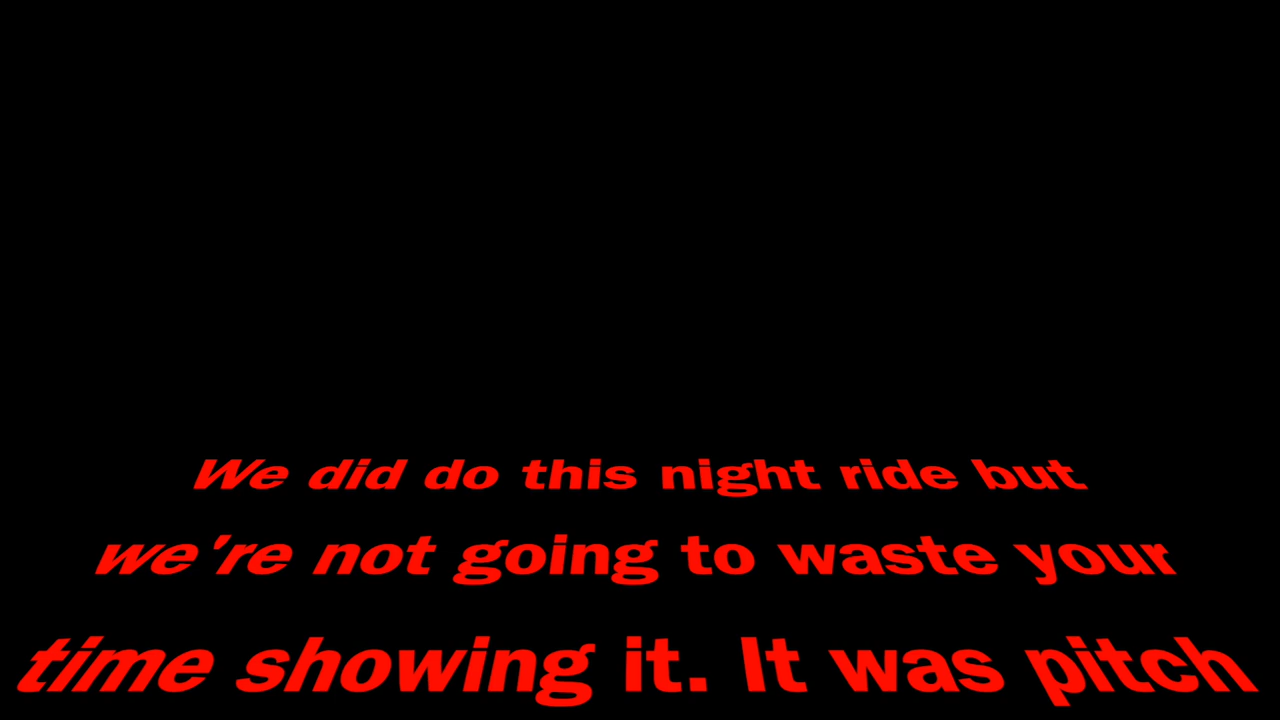 We did do this night ride but
we're not going to waste your
time showing it. It was pitch